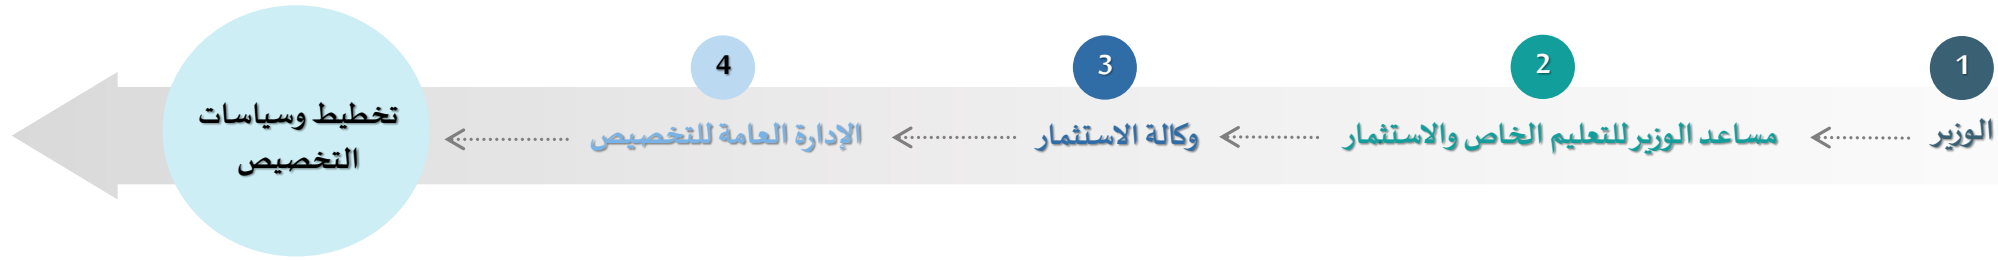 1
الوزير
2
مساعد الوزير للتعليم الخاص والاستثمار
3
وكالة الاستثمار
4
الإدارة العامة للتخصيص
تخطيط وسياسات
التخصيص